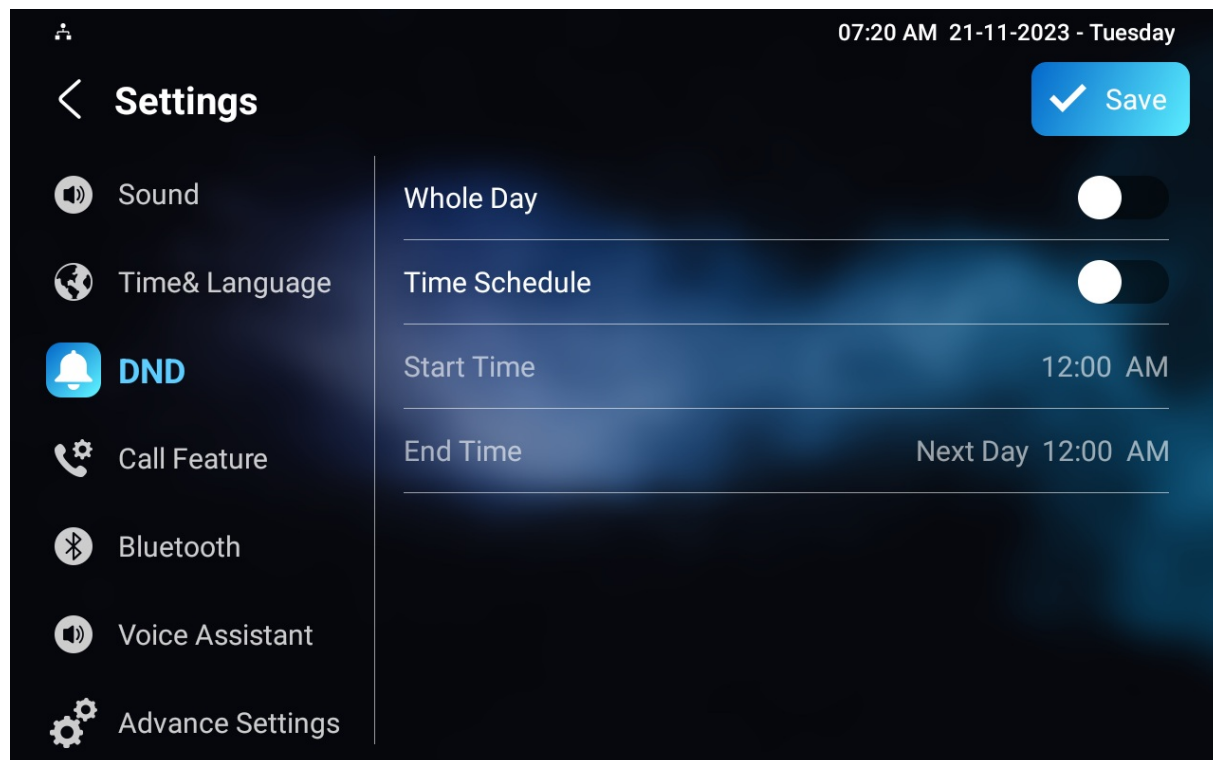 07:20 AM 21-11-2023 - Tuesday
Settings
Save
Sound
Time& Language
DND
Call Feature
Bluetooth
Voice Assistant
Advance Settings
Whole Day
Time Schedule
Start Time 12:00 AM
End Time Next Day 12:00 AM